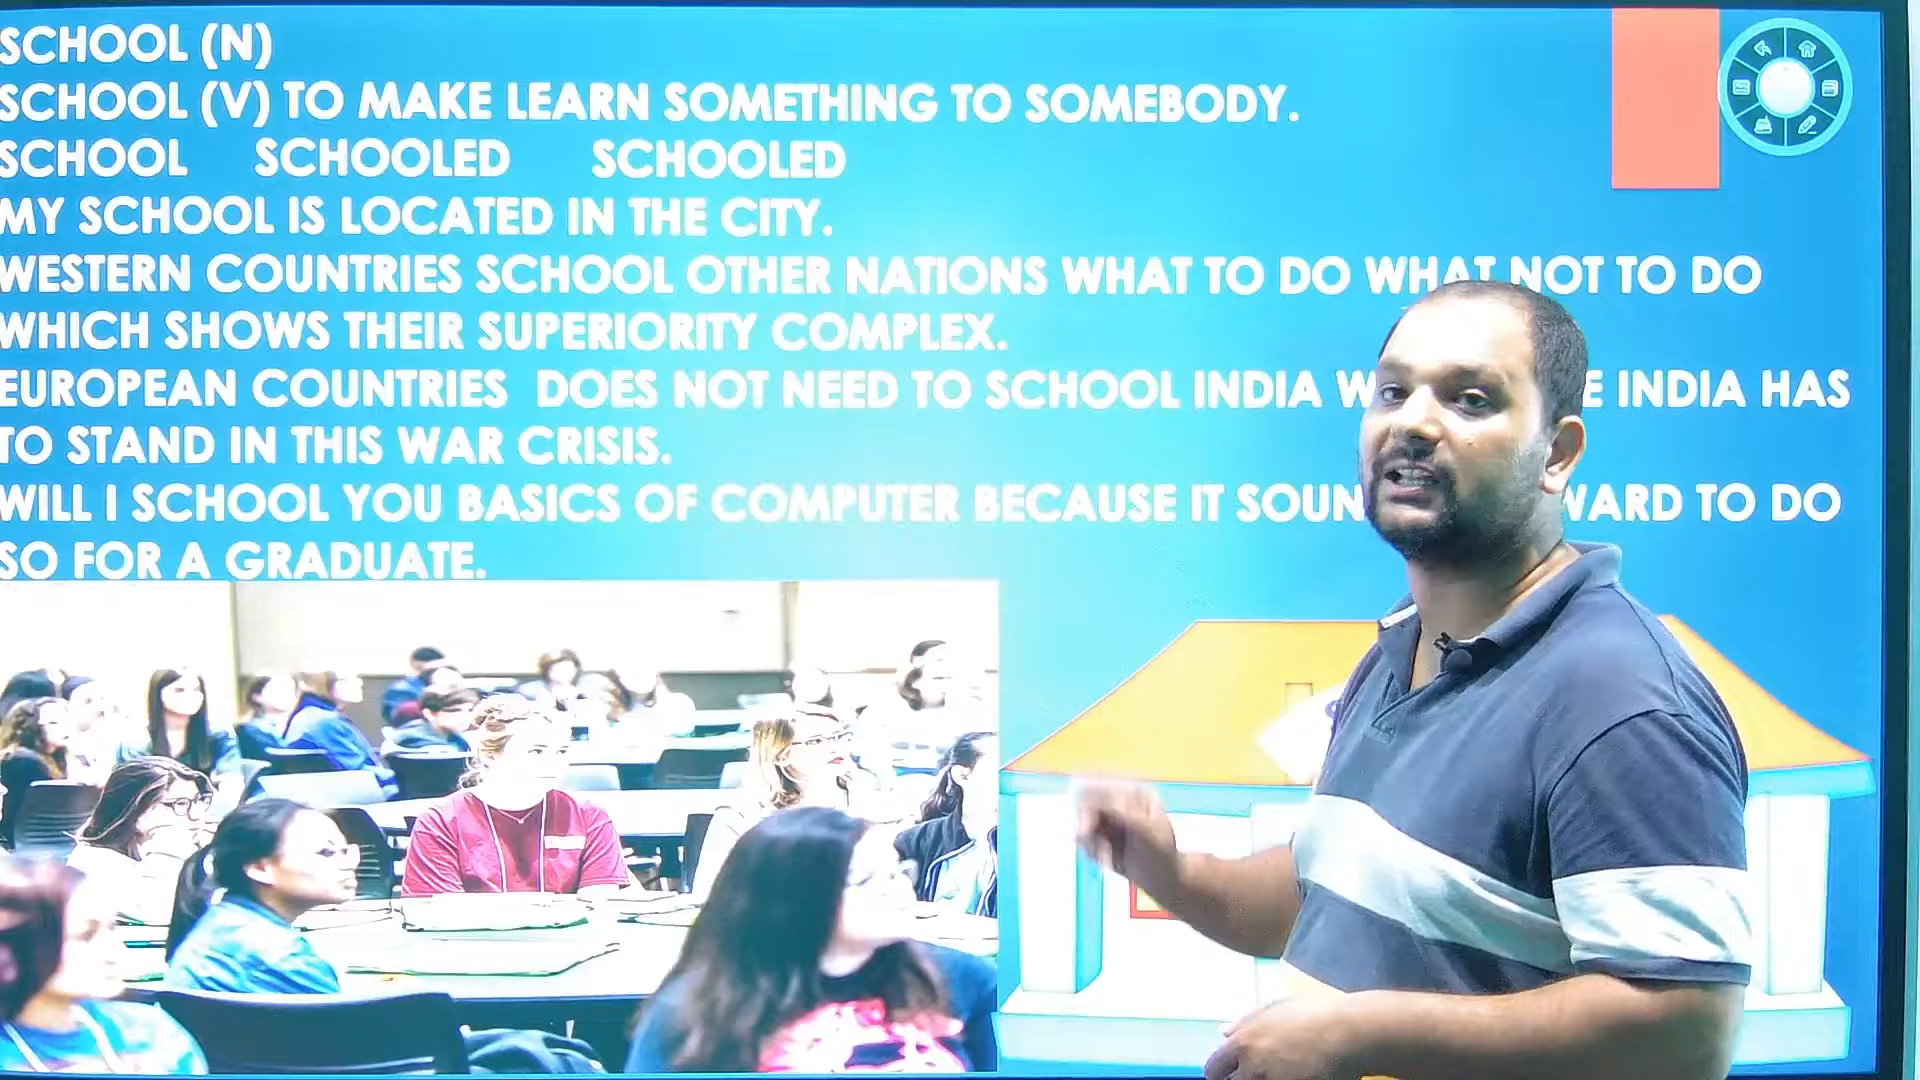 SCHOOL (N)
SCHOOL (V) TO MAKE LEARN SOMETHING TO SOMEBODY.
SCHOOL SCHOOLED SCHOOLED
MY SCHOOL IS LOCATED IN THE CITY.
WESTERN COUNTRIES SCHOOL OTHER NATIONS WHAT TO DO WHAT NOT TO DO
WHICH SHOWS THEIR SUPERIORITY COMPLEX.
EUROPEAN COUNTRIES DOES NOT NEED TO SCHOOL INDIA INDIA HAS
TO STAND IN THIS WAR CRISIS.
WILL I SCHOOL YOU BASICS OF COMPUTER BECAUSE IT TO DO
SO FOR A GRADUATE.